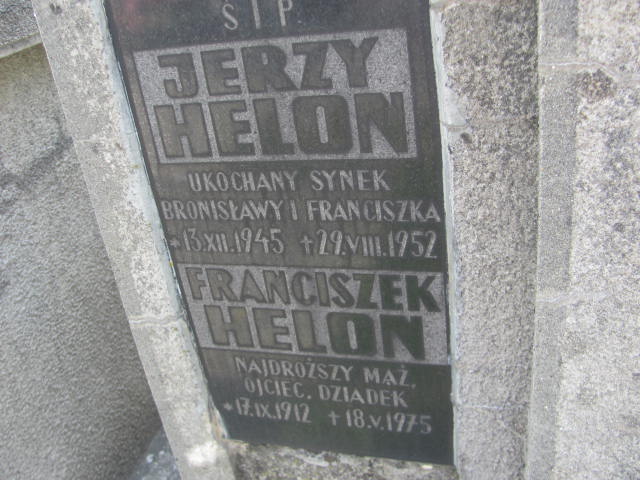 Ś I P.
JERZY
HELON
UKOCHANY SYNEK
BRONISŁAWY I FRANCISZKA
* 13.XII.1945 + 29.VIII.1952
FRANCISZEK
HELON
NAJDROŻSZY MĄŻ,
OJCIEC, DZIADEK
* 17.IX.1912 + 18.V.1975